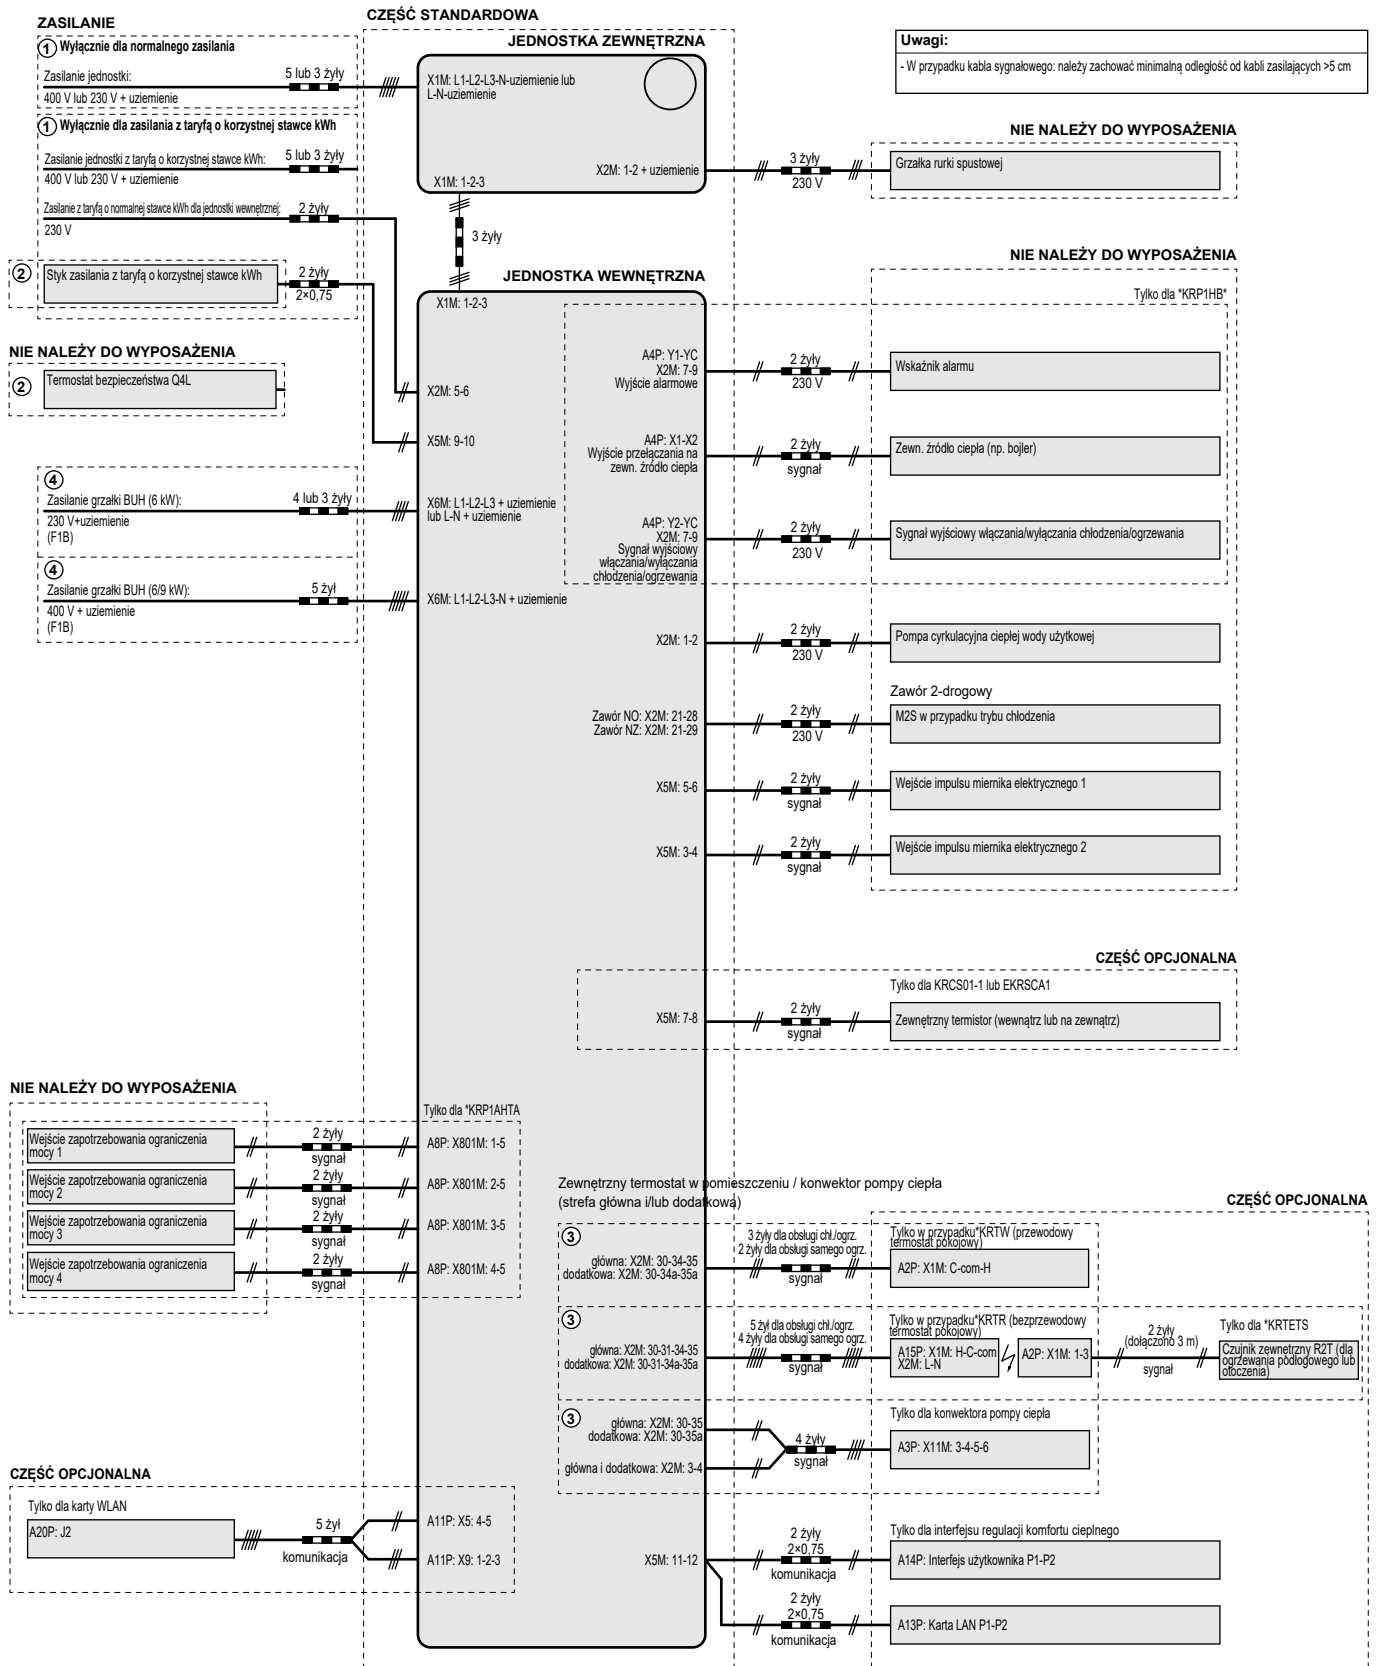 ZASILANIE
① Wyłącznie dla normalnego zasilania
Zasilanie jednostki:
5 lub 3 żyły
400 V lub 230 V + uziemienie
① Wyłącznie dla zasilania z taryfą o korzystnej stawce kWh
Zasilanie jednostki z taryfą o korzystnej stawce kWh:
5 lub 3 żyły
400 V lub 230 V + uziemienie
Zasilanie z taryfą o normalnej stawce kWh dla jednostki wewnętrznej:
2 żyły
230 V
②
Styk zasilania z taryfą o korzystnej stawce kWh
2 żyły
2×0,75
NIE NALEŻY DO WYPOSAŻENIA
②
Termostat bezpieczeństwa Q4L
④
Zasilanie grzałki BUH (6 kW):
4 lub 3 żyły
230 V+uziemienie
(F1B)
④
Zasilanie grzałki BUH (6/9 kW):
5 żył
400 V + uziemienie
(F1B)
CZĘŚĆ STANDARDOWA
JEDNOSTKA ZEWNĘTRZNA
X1M: L1-L2-L3-N-uziemienie lub
L-N-uziemienie
X2M: 1-2 + uziemienie
X1M: 1-2-3
3 żyły
JEDNOSTKA WEWNĘTRZNA
X1M: 1-2-3
X2M: 5-6
X5M: 9-10
X6M: L1-L2-L3 + uziemienie
lub L-N + uziemienie
X6M: L1-L2-L3-N + uziemienie
Uwagi:
- W przypadku kabla sygnałowego: należy zachować minimalną odległość od kabli zasilających >5 cm
NIE NALEŻY DO WYPOSAŻENIA
3 żyły
230 V
Grzałka rurki spustowej
NIE NALEŻY DO WYPOSAŻENIA
Tylko dla *KRP1HB*
A4P: Y1-YC
X2M: 7-9
Wyjście alarmowe
2 żyły
230 V
Wskaźnik alarmu
A4P: X1-X2
Wyjście przełączania na
zewn. źródło ciepła
2 żyły
sygnał
Zewn. źródło ciepła (np. bojler)
A4P: Y2-YC
X2M: 7-9
Sygnał wyjściowy
włączania/wyłączania
chłodzenia/ogrzewania
2 żyły
230 V
Sygnał wyjściowy włączania/wyłączania chłodzenia/ogrzewania
X2M: 1-2
2 żyły
230 V
Pompa cyrkulacyjna ciepłej wody użytkowej
Zawór 2-drogowy
Zawór NO: X2M: 21-28
Zawór NZ: X2M: 21-29
2 żyły
230 V
M2S w przypadku trybu chłodzenia
X5M: 5-6
2 żyły
sygnał
Wejście impulsu miernika elektrycznego 1
X5M: 3-4
2 żyły
sygnał
Wejście impulsu miernika elektrycznego 2
CZĘŚĆ OPCJONALNA
Tylko dla KRCS01-1 lub EKRSCA1
X5M: 7-8
2 żyły
sygnał
Zewnętrzny termistor (wewnątrz lub na zewnątrz)
NIE NALEŻY DO WYPOSAŻENIA
Tylko dla *KRP1AHTA
Wejście zapotrzebowania ograniczenia
mocy 1
2 żyły
sygnał
A8P: X801M: 1-5
Wejście zapotrzebowania ograniczenia
mocy 2
2 żyły
sygnał
A8P: X801M: 2-5
Wejście zapotrzebowania ograniczenia
mocy 3
2 żyły
sygnał
A8P: X801M: 3-5
Wejście zapotrzebowania ograniczenia
mocy 4
2 żyły
sygnał
A8P: X801M: 4-5
Zewnętrzny termostat w pomieszczeniu / konwektor pompy ciepła
(strefa główna i/lub dodatkowa)
CZĘŚĆ OPCJONALNA
③
główna: X2M: 30-34-35
dodatkowa: X2M: 30-34a-35a
3 żyły dla obsługi chł./ogrz.
2 żyły dla obsługi samego ogrz.
sygnał
Tylko w przypadku*KRTW (przewodowy
termostat pokojowy)
A2P: X1M: C-com-H
③
główna: X2M: 30-31-34-35
dodatkowa: X2M: 30-31-34a-35a
5 żył dla obsługi chł./ogrz.
4 żyły dla obsługi samego ogrz.
sygnał
Tylko w przypadku*KRTR (bezprzewodowy
termostat pokojowy)
A15P: X1M: H-C-com
X2M: L-N
A2P: X1M: 1-3
2 żyły
(dołączono 3 m)
sygnał
Tylko dla *KRTETS
Czujnik zewnętrzny R2T (dla
ogrzewania podłogowego lub
otoczenia)
③
główna: X2M: 30-35
dodatkowa: X2M: 30-35a
główna i dodatkowa: X2M: 3-4
4 żyły
sygnał
Tylko dla konwektora pompy ciepła
A3P: X11M: 3-4-5-6
CZĘŚĆ OPCJONALNA
Tylko dla karty WLAN
A20P: J2
5 żył
komunikacja
A11P: X5: 4-5
A11P: X9: 1-2-3
X5M: 11-12
2 żyły
2×0,75
komunikacja
Tylko dla interfejsu regulacji komfortu cieplnego
A14P: Interfejs użytkownika P1-P2
2 żyły
2×0,75
komunikacja
A13P: Karta LAN P1-P2